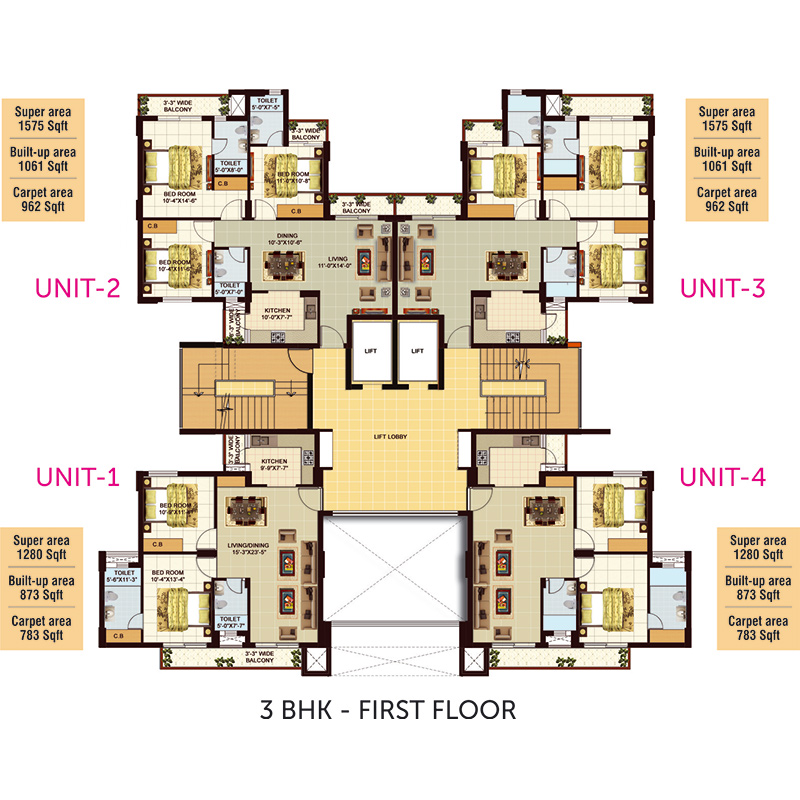 3'-3" WIDE
BALCONY
TOILET
5'-0"X7'-5"
3'-3" WIDE
BALCONY
Super area
1575 Sqft
Built-up area
1061 Sqft
Carpet area
962 Sqft
TOILET
5'-0"X8'-0"
C.B
BED ROOM
10'-4"X14'-6"
BED ROOM
11'-0"X10'-8"
C.B
3'-3" WIDE
BALCONY
Super area
1575 Sqft
Built-up area
1061 Sqft
Carpet area
962 Sqft
C.B
BED ROOM
10'-4"X11'-6"
DINING
10'-3"X10'-6"
LIVING
11'-0"X14'-0"
TOILET
5'-0"X7'-0"
UNIT-2
UNIT-3
3'-3" WIDE
BALCONY
KITCHEN
10'-0"X7'-7"
LIFT
LIFT
LIFT LOBBY
3'-3" WIDE
BALCONY
KITCHEN
9'-9"X7'-7"
UNIT-1
UNIT-4
BED ROOM
10'-9"X11'-6"
C.B
LIVING/DINING
15'-3"X23'-5"
Super area
1280 Sqft
Built-up area
873 Sqft
Carpet area
783 Sqft
TOILET
5'-6"X11'-3"
BED ROOM
10'-4"X13'-4"
C.B
TOILET
5'-0"X7'-7"
3'-3" WIDE
BALCONY
Super area
1280 Sqft
Built-up area
873 Sqft
Carpet area
783 Sqft
3 BHK - FIRST FLOOR